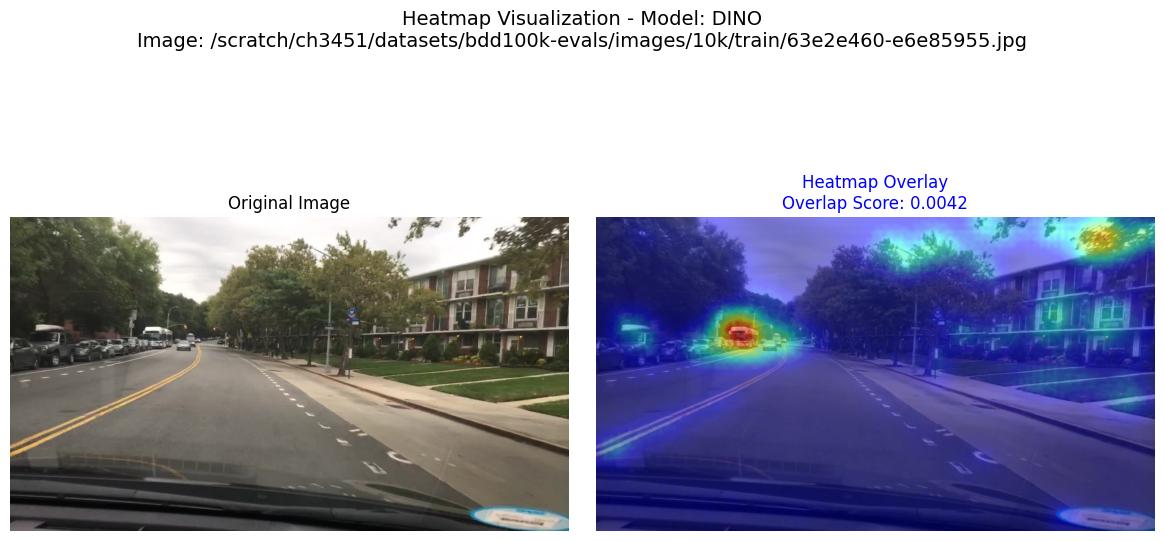 Heatmap Visualization - Model: DINO
Image: /scratch/ch3451/datasets/bdd100k-evals/images/10k/train/63e2e460-e6e85955.jpg
Original Image
Heatmap Overlay
Overlap Score: 0.0042